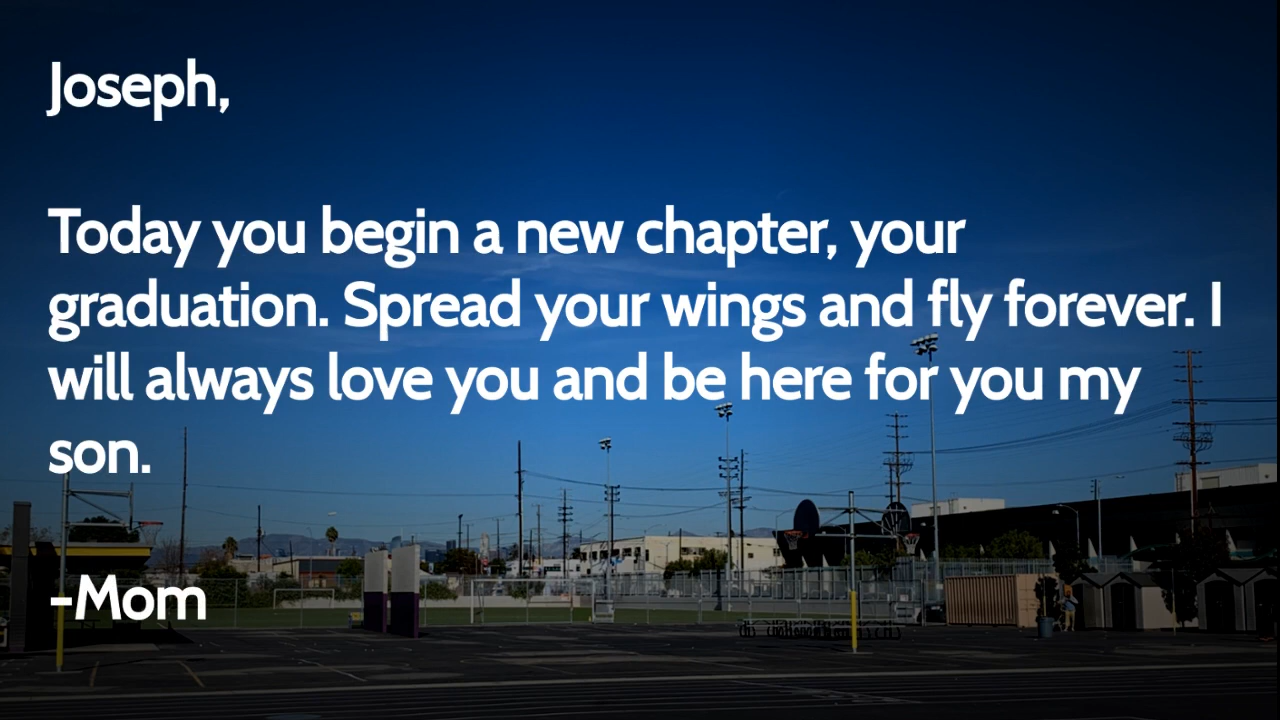 Joseph,
Today you begin a new chapter, your
graduation. Spread your wings and fly forever. I
will always love you and be here for you my
son.
-Mom